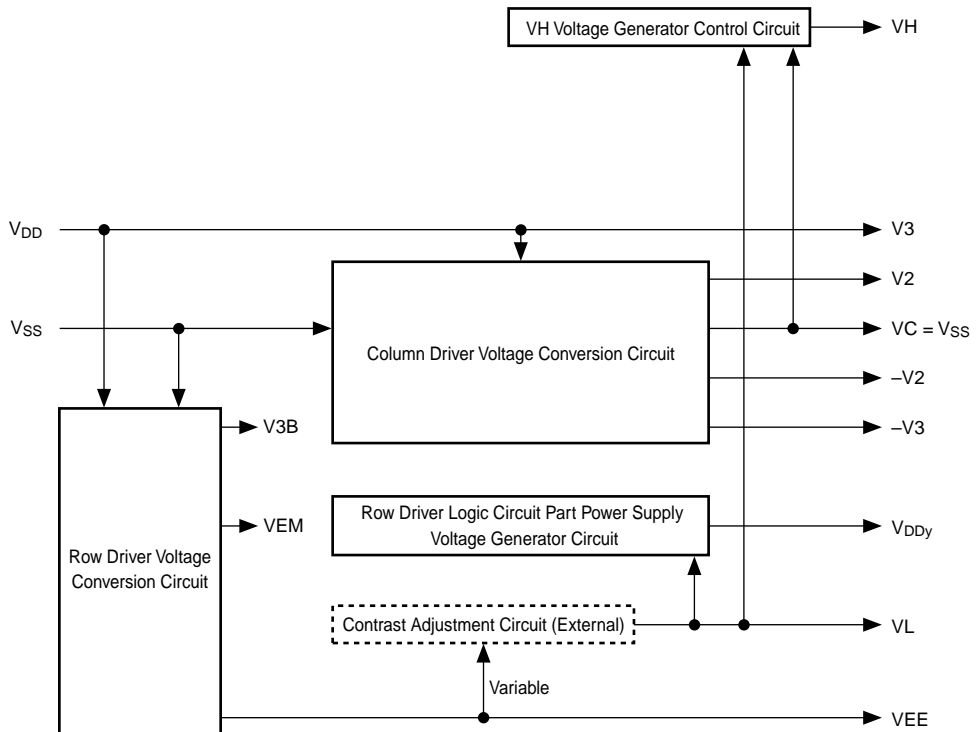 VH Voltage Generator Control Circuit
VH
VDD
V3
V2
VSS
Column Driver Voltage Conversion Circuit
VC = VSS
–V2
–V3
V3B
VEM
Row Driver Logic Circuit Part Power Supply
Voltage Generator Circuit
VDDy
Row Driver Voltage
Conversion Circuit
Contrast Adjustment Circuit (External)
VL
Variable
VEE